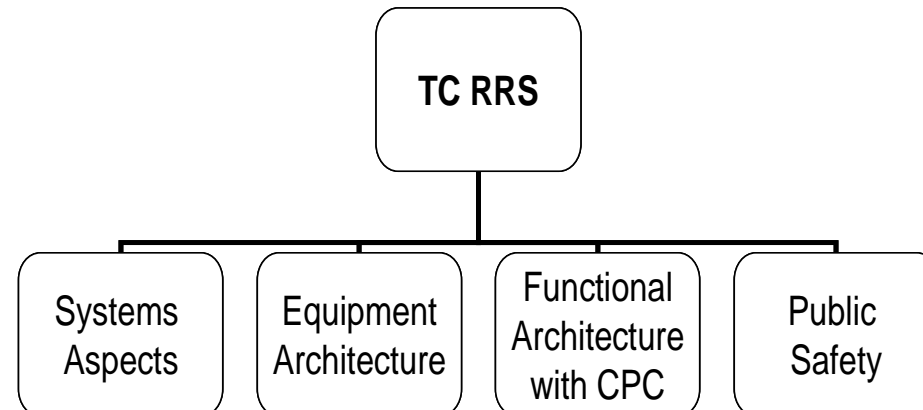 TC RRS
Systems
Aspects
Equipment
Architecture
Functional
Architecture
with CPC
Public
Safety